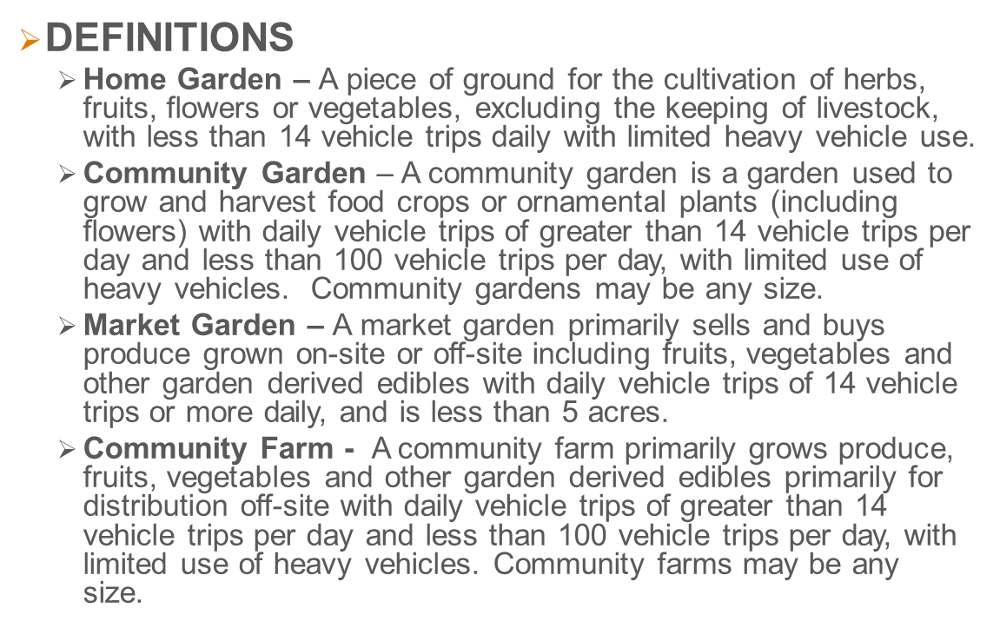 DEFINITIONS
Home Garden – A piece of ground for the cultivation of herbs,
fruits, flowers or vegetables, excluding the keeping of livestock,
with less than 14 vehicle trips daily with limited heavy vehicle use.
Community Garden – A community garden is a garden used to
grow and harvest food crops or ornamental plants (including
flowers) with daily vehicle trips of greater than 14 vehicle trips per
day and less than 100 vehicle trips per day, with limited use of
heavy vehicles. Community gardens may be any size.
Market Garden – A market garden primarily sells and buys
produce grown on-site or off-site including fruits, vegetables and
other garden derived edibles with daily vehicle trips of 14 vehicle
trips or more daily, and is less than 5 acres.
Community Farm - A community farm primarily grows produce,
fruits, vegetables and other garden derived edibles primarily for
distribution off-site with daily vehicle trips of greater than 14
vehicle trips per day and less than 100 vehicle trips per day, with
limited use of heavy vehicles. Community farms may be any
size.